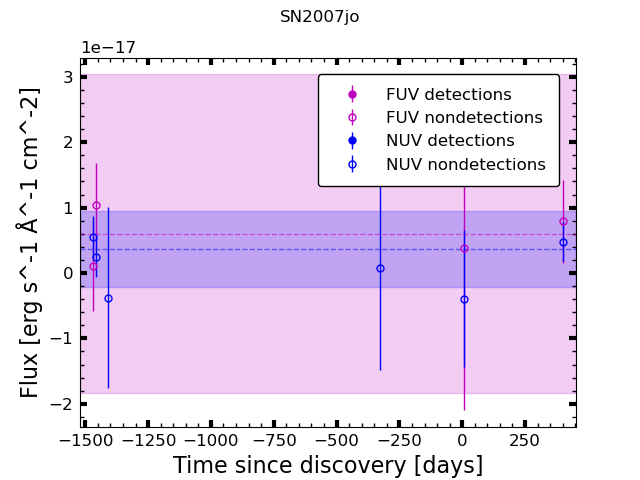 SN2007jo
1e−17
3
2
1
0
−1
−2
Flux [erg s^-1 Å^-1 cm^-2]
FUV detections
FUV nondetections
NUV detections
NUV nondetections
−1500 −1250 −1000 −750 −500 −250 0 250
Time since discovery [days]